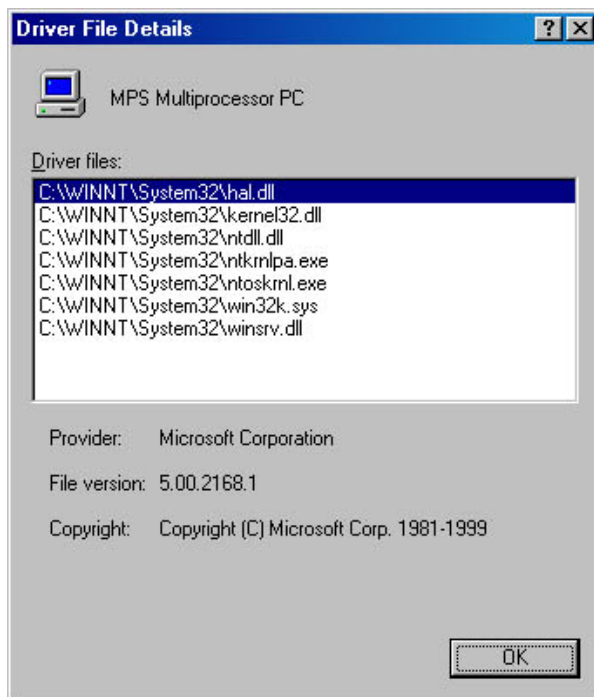 Driver File Details
MPS Multiprocessor PC
Driver files:
C:\WINNT\System32\hal.dll
C:\WINNT\System32\kernel32.dll
C:\WINNT\System32\ntdll.dll
C:\WINNT\System32\ntkrnlpa.exe
C:\WINNT\System32\ntoskrnl.exe
C:\WINNT\System32\win32k.sys
C:\WINNT\System32\winsrv.dll
Provider: Microsoft Corporation
File version: 5.00.2168.1
Copyright: Copyright (C) Microsoft Corp. 1981-1999
OK